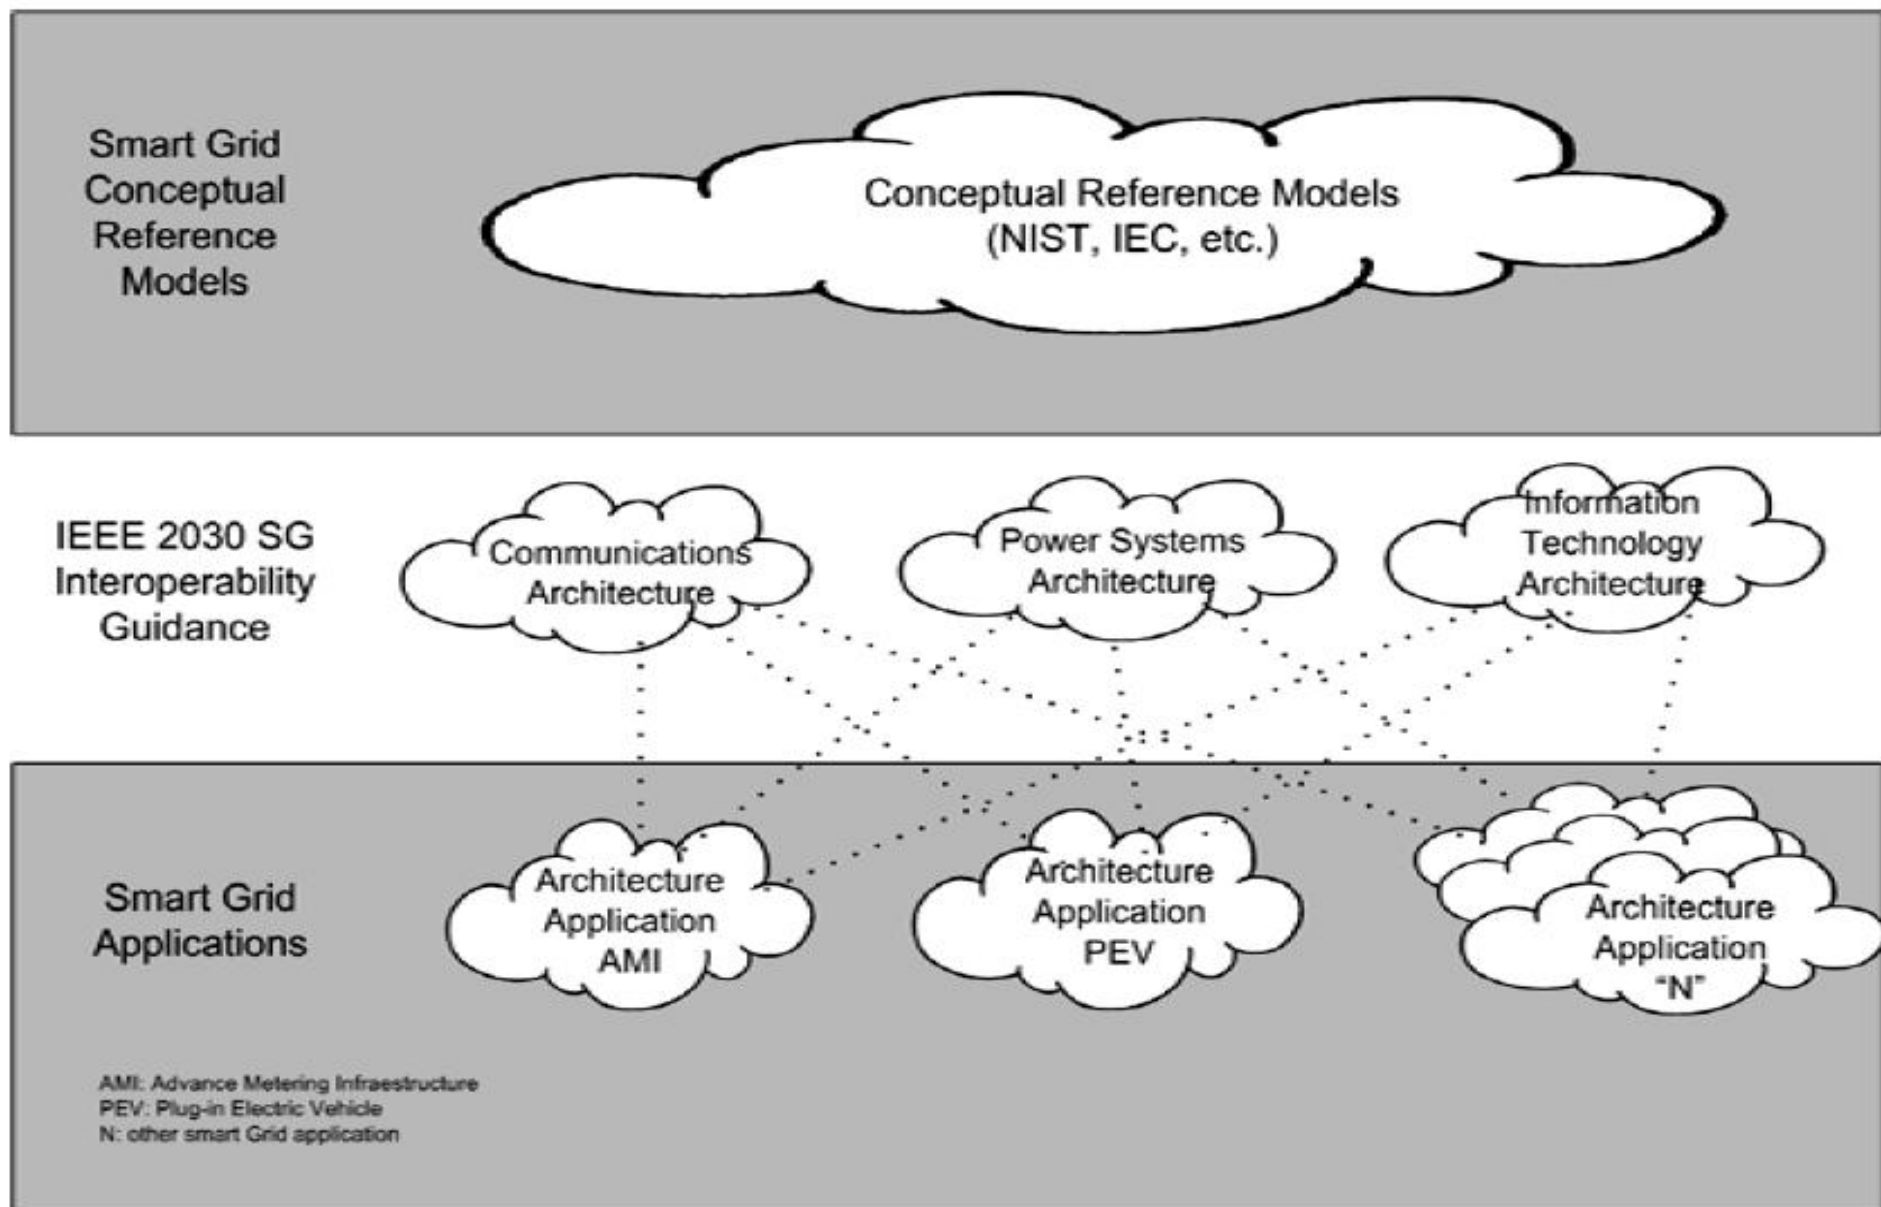 Smart Grid
Conceptual
Reference
Models
Conceptual Reference Models
(NIST, IEC, etc.)
IEEE 2030 SG
Interoperability
Guidance
Communications
Architecture
Power Systems
Architecture
Information
Technology
Architecture
Smart Grid
Applications
Architecture
Application
AMI
Architecture
Application
PEV
Architecture
Application
“N”
AMI: Advance Metering Infraestructure
PEV: Plug-in Electric Vehicle
N: other smart Grid application